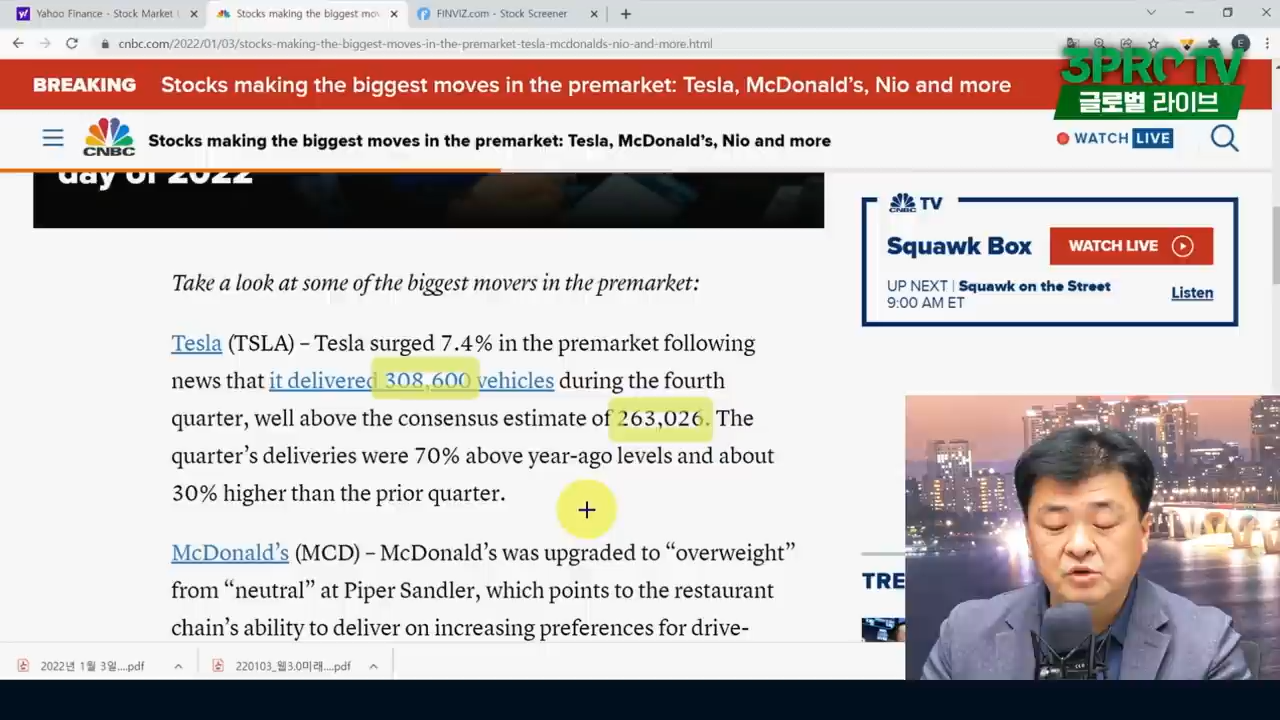 Yahoo Finance - Stock Market
Stocks making the biggest mov
FINVIZ.com - Stock Screener
cnbc.com/2022/01/03/stocks-making-the-biggest-moves-in-the-premarket-tesla-mcdonalds-nio-and-more.html
E
3PROTV
글로벌 라이브
BREAKING Stocks making the biggest moves in the premarket: Tesla, McDonald's, Nio and more
CNBC
Stocks making the biggest moves in the premarket: Tesla, McDonald's, Nio and more
WATCH LIVE
day of 2022
CNBC TV
Squawk Box
WATCH LIVE
UP NEXT | Squawk on the Street
9:00 AM ET
Listen
Take a look at some of the biggest movers in the premarket:
Tesla (TSLA) – Tesla surged 7.4% in the premarket following
news that it delivered 308,600 vehicles during the fourth
quarter, well above the consensus estimate of 263,026. The
quarter's deliveries were 70% above year-ago levels and about
30% higher than the prior quarter.
McDonald's (MCD) – McDonald's was upgraded to “overweight”
from “neutral” at Piper Sandler, which points to the restaurant
chain's ability to deliver on increasing preferences for drive-
TRE
2022년 1월 3일....pdf
220103_웹3.0미래....pdf